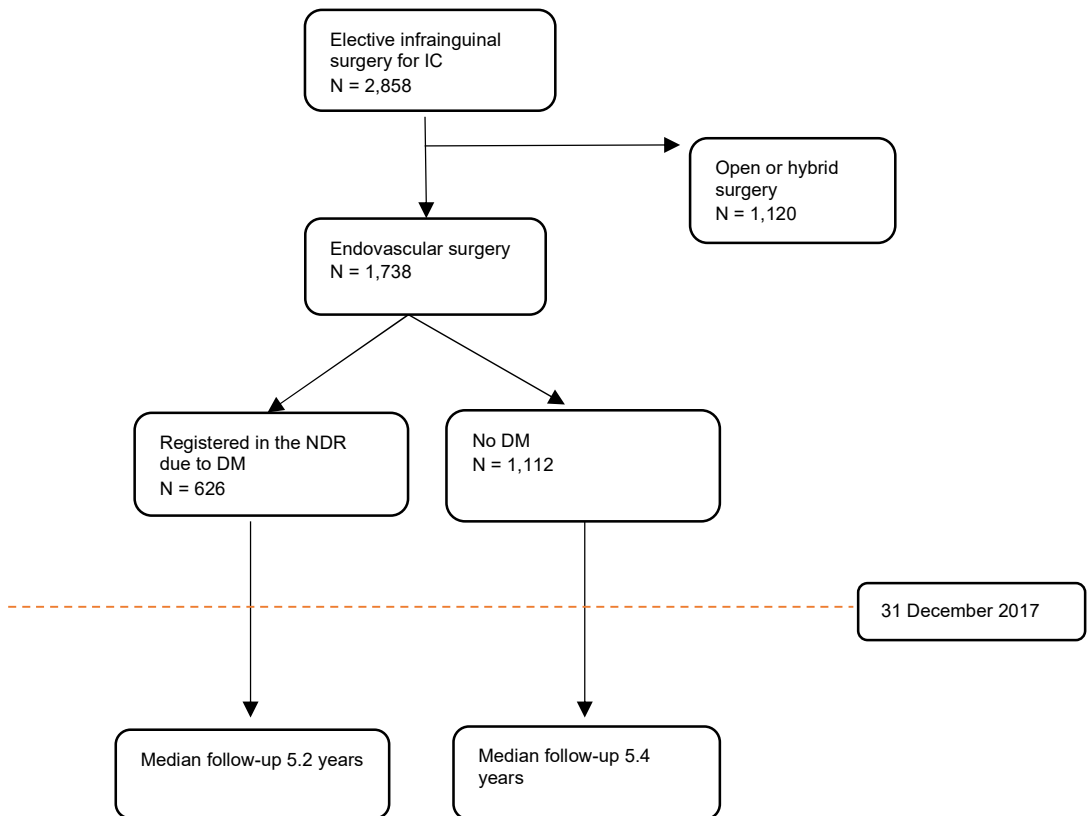 Elective infrainguinal
surgery for IC
N = 2,858
Open or hybrid
surgery
N = 1,120
Endovascular surgery
N = 1,738
Registered in the NDR
due to DM
N = 626
No DM
N = 1,112
31 December 2017
Median follow-up 5.2 years
Median follow-up 5.4
years